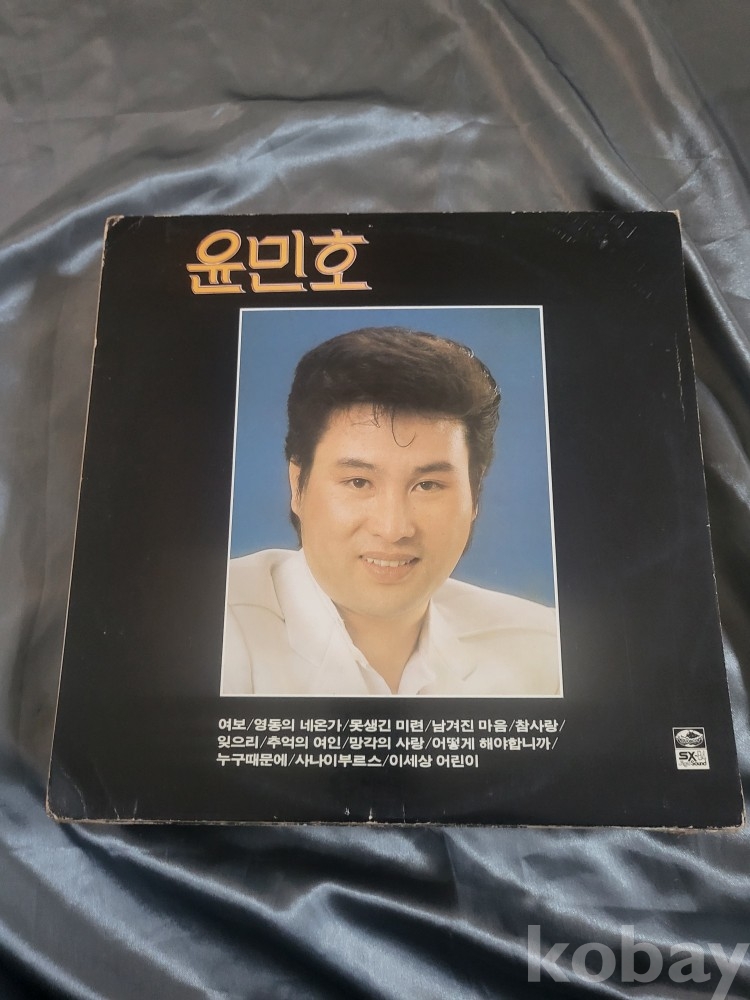 윤민호
여보/영동의 네온가/못생긴 미련/남겨진 마음/참사랑/
잊으리/추억의 여인/망각의 사랑/어떻게 해야합니까/
누구때문에/사나이부르스/이세상 어린이
SX-84
Sound
kobay